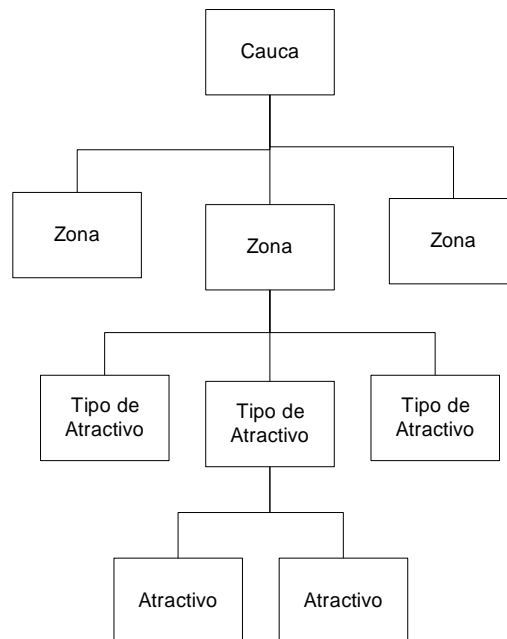 Cauca
Zona
Zona
Zona
Tipo de
Atractivo
Tipo de
Atractivo
Tipo de
Atractivo
Atractivo
Atractivo